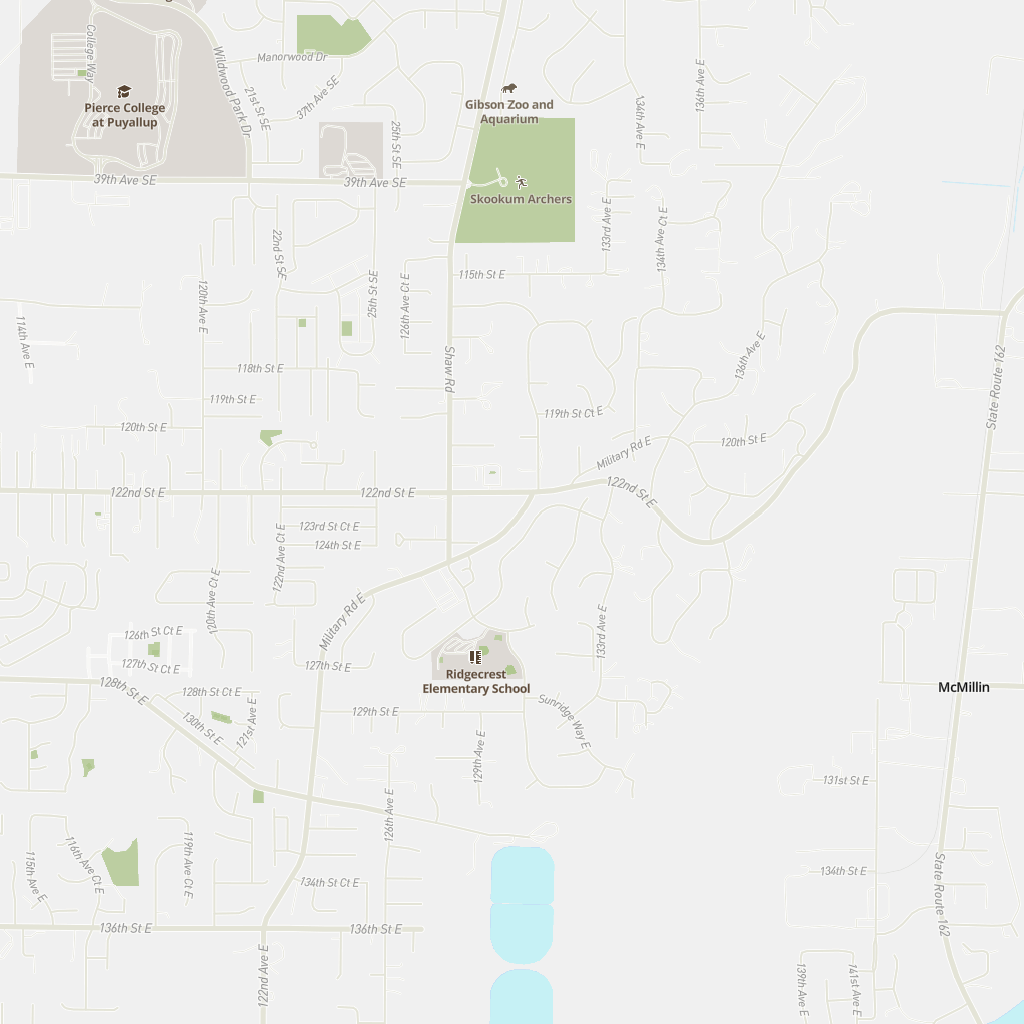 College Way
Manorwood Dr
Wildwood Park Dr
21st St SE
37th Ave SE
Pierce College
at Puyallup
Gibson Zoo and
Aquarium
134th Ave E
136th Ave E
25th St SE
39th Ave SE
39th Ave SE
Skookum Archers
133rd Ave E
134th Ave Ct E
22nd St SE
115th St E
120th Ave E
25th St SE
126th Ave Ct E
114th Ave E
Shaw Rd
136th Ave E
State Route 162
118th St E
119th St E
119th St Ct E
120th St E
Military Rd E
120th St E
122nd St E
122nd St E
122nd St E
123rd St Ct E
124th St E
122nd Ave Ct E
120th Ave Ct E
Military Rd E
133rd Ave E
126th St Ct E
127th St Ct E
127th St E
Ridgecrest
Elementary School
128th St E
128th St Ct E
McMillin
129th St E
Sunridge Way E
130th St E
121st Ave E
129th Ave E
131st St E
126th Ave E
119th Ave Ct E
116th Ave Ct E
115th Ave E
134th St Ct E
134th St E
State Route 162
136th St E
136th St E
122nd Ave E
139th Ave E
141st Ave E